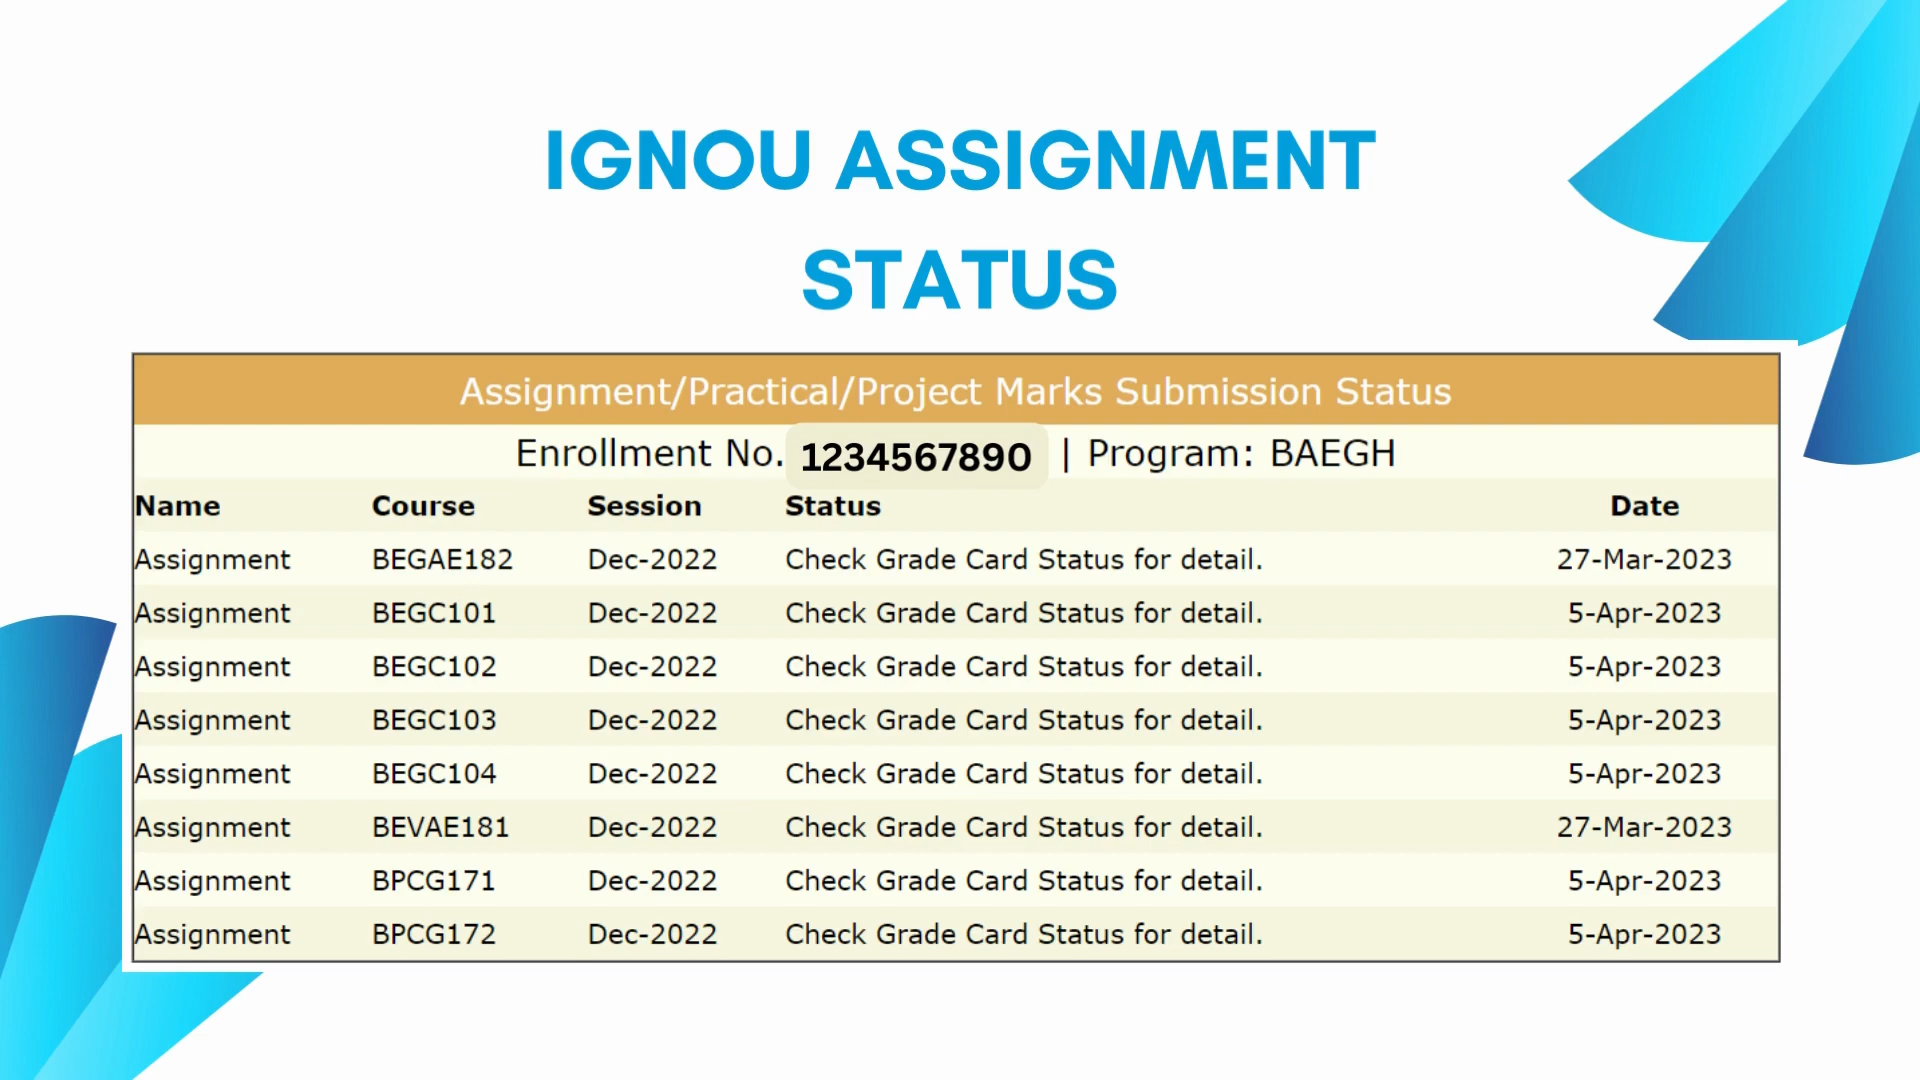 IGNOU ASSIGNMENT
STATUS
Assignment/Practical/Project Marks Submission Status
Enrollment No. 1234567890 | Program: BAEGH
Name Course Session Status Date
Assignment BEGAE182 Dec-2022 Check Grade Card Status for detail. 27-Mar-2023
Assignment BEGC101 Dec-2022 Check Grade Card Status for detail. 5-Apr-2023
Assignment BEGC102 Dec-2022 Check Grade Card Status for detail. 5-Apr-2023
Assignment BEGC103 Dec-2022 Check Grade Card Status for detail. 5-Apr-2023
Assignment BEGC104 Dec-2022 Check Grade Card Status for detail. 5-Apr-2023
Assignment BEVAE181 Dec-2022 Check Grade Card Status for detail. 27-Mar-2023
Assignment BPCG171 Dec-2022 Check Grade Card Status for detail. 5-Apr-2023
Assignment BPCG172 Dec-2022 Check Grade Card Status for detail. 5-Apr-2023